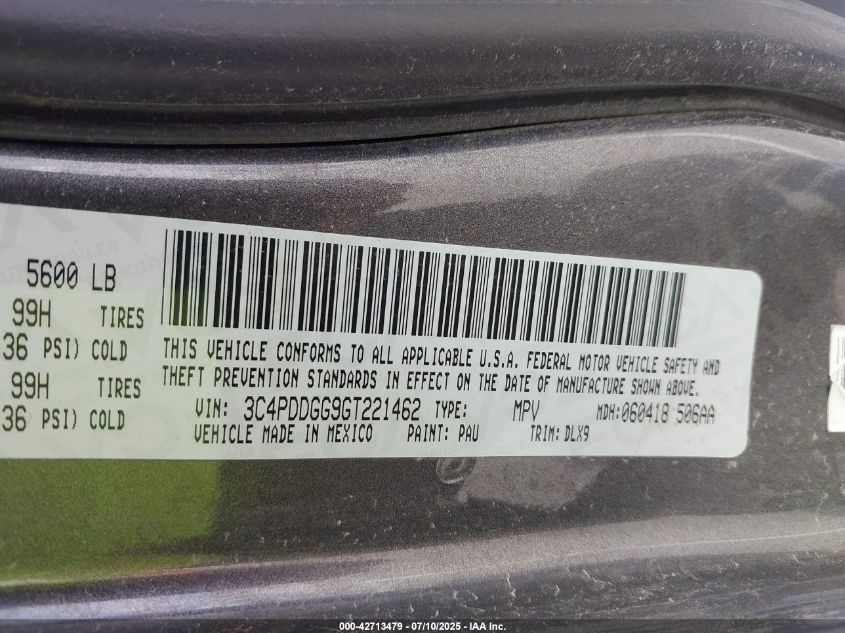 5600 LB
99H TIRES
36 PSI) COLD
99H TIRES
36 PSI) COLD
THIS VEHICLE CONFORMS TO ALL APPLICABLE U.S.A. FEDERAL MOTOR VEHICLE SAFETY AND
THEFT PREVENTION STANDARDS IN EFFECT ON THE DATE OF MANUFACTURE SHOWN ABOVE.
VIN: 3C4PDDGG9GT221462 TYPE: MPV MDH:060418 506AA
VEHICLE MADE IN MEXICO PAINT: PAU TRIM: DLX9
000-42713479 - 07/10/2025 - IAA Inc.